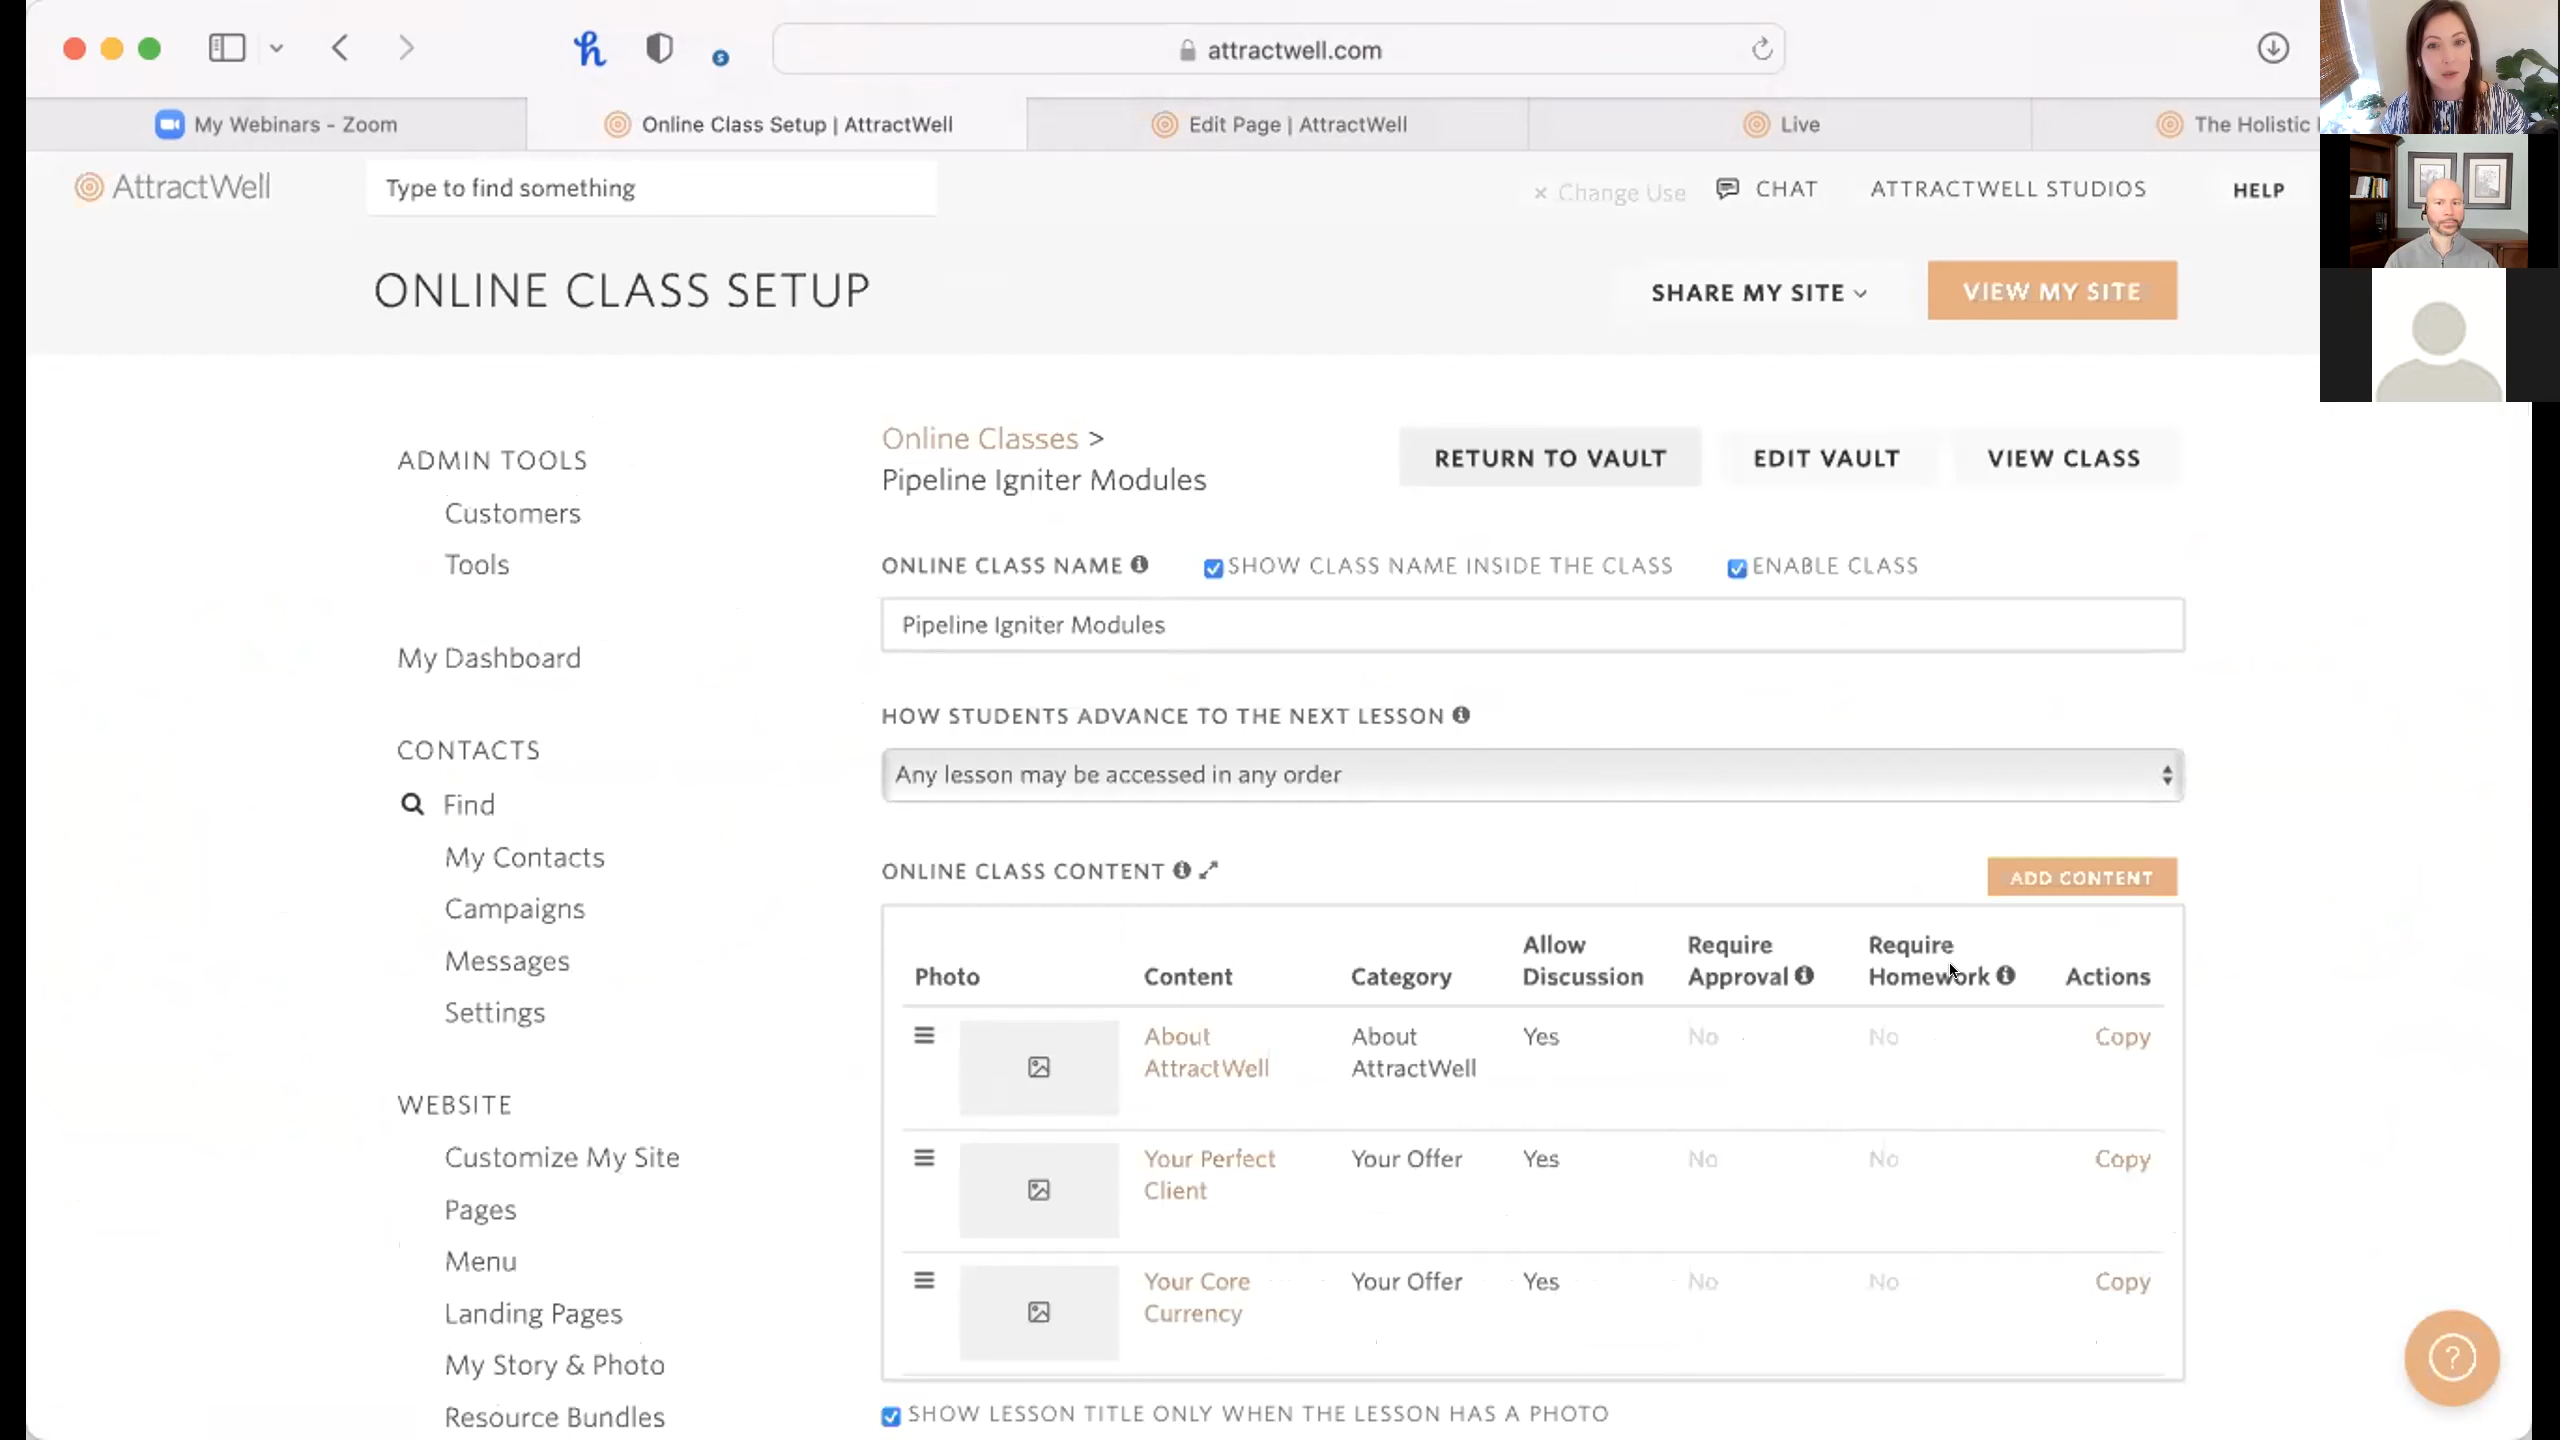 attractwell.com
My Webinars - Zoom
Online Class Setup | AttractWell
Edit Page | AttractWell
Live
The Holistic
AttractWell
Type to find something
× Change Use
CHAT
ATTRACTWELL STUDIOS
HELP
ONLINE CLASS SETUP
SHARE MY SITE
VIEW MY SITE
ADMIN TOOLS
Customers
Tools
My Dashboard
CONTACTS
Find
My Contacts
Campaigns
Messages
Settings
WEBSITE
Customize My Site
Pages
Menu
Landing Pages
My Story & Photo
Resource Bundles
Online Classes >
Pipeline Igniter Modules
RETURN TO VAULT
EDIT VAULT
VIEW CLASS
ONLINE CLASS NAME
SHOW CLASS NAME INSIDE THE CLASS
ENABLE CLASS
Pipeline Igniter Modules
HOW STUDENTS ADVANCE TO THE NEXT LESSON
Any lesson may be accessed in any order
ONLINE CLASS CONTENT
ADD CONTENT
Photo
Content
Category
Allow
Discussion
Require
Approval
Require
Homework
Actions
About
AttractWell
About
AttractWell
Yes
No
No
Copy
Your Perfect
Client
Your Offer
Yes
No
No
Copy
Your Core
Currency
Your Offer
Yes
No
No
Copy
SHOW LESSON TITLE ONLY WHEN THE LESSON HAS A PHOTO